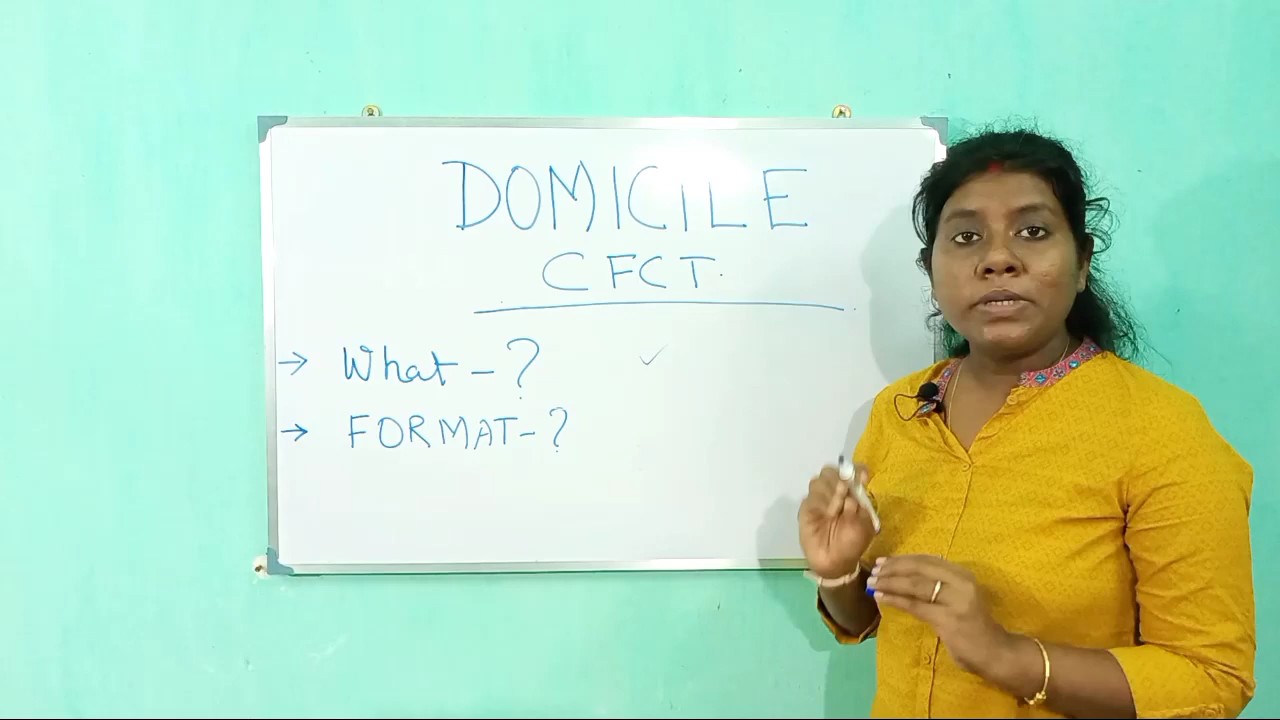 DOMICILE
CFCT.
→ What - ?
→ FORMAT - ?